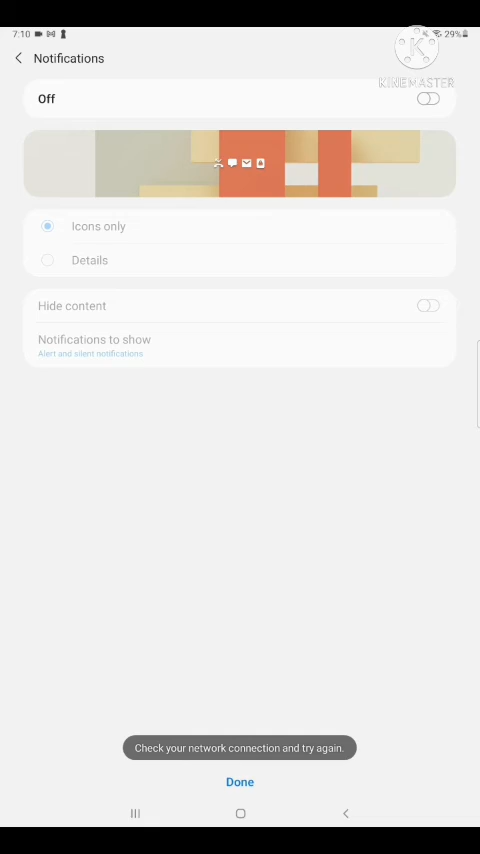 7:10
29%
KINEMASTER
Notifications
Off
Icons only
Details
Hide content
Notifications to show
Alert and silent notifications
Check your network connection and try again.
Done